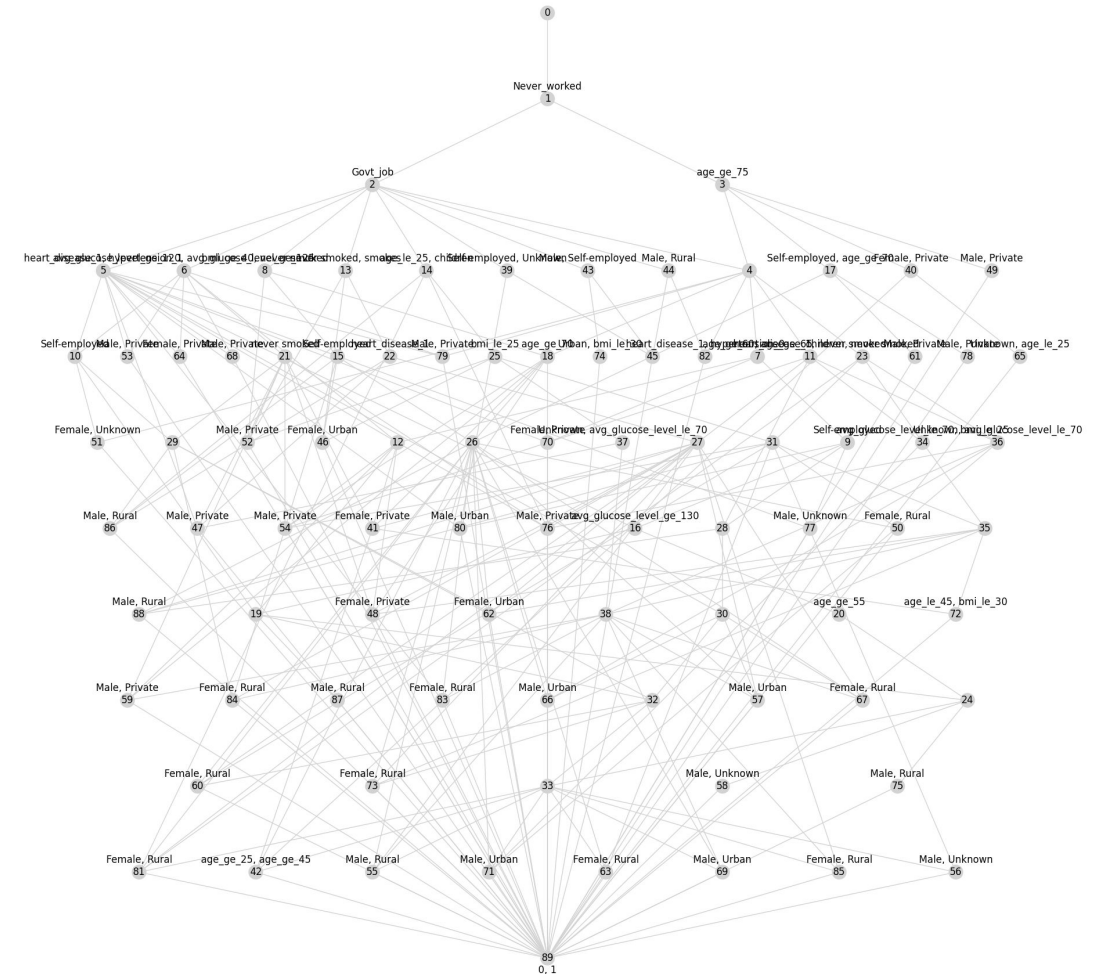 0
Never_worked
1
Govt_job
age_ge_75
2
3
Self-employed, Unknown
Self-employed
Male, Rural
Self-employed, age_ge_70
Female, Private
Male, Private
5
6
8
13
14
39
43
44
4
17
40
49
Self-employed
Male, Private
Female, Private
Male, Private
never smoked
Self-employed
heart_disease_1
Male, Private
bmi_le_25
age_ge_70
Urban, bmi_le_30
Male, Private
Unknown, age_le_25
10
53
64
68
21
15
22
79
25
18
74
45
82
7
11
23
61
78
65
Female, Unknown
Male, Private
Female, Urban
Female, Private
Unknown, avg_glucose_level_le_70
Self-employed
51
29
52
46
12
26
70
37
27
31
9
34
36
Male, Rural
Male, Private
Male, Private
Female, Private
Male, Urban
Male, Private
avg_glucose_level_ge_130
Male, Unknown
Female, Rural
86
47
54
41
80
76
16
28
77
50
35
Male, Rural
Female, Private
Female, Urban
age_ge_55
age_le_45, bmi_le_30
88
19
48
62
38
30
20
72
Male, Private
Female, Rural
Male, Rural
Female, Rural
Male, Urban
Male, Urban
Female, Rural
59
84
87
83
66
32
57
67
24
Female, Rural
Female, Rural
Male, Unknown
Male, Rural
60
73
33
58
75
Female, Rural
age_ge_25, age_ge_45
Male, Rural
Male, Urban
Female, Rural
Male, Urban
Female, Rural
Male, Unknown
81
42
55
71
63
69
85
56
89
0, 1